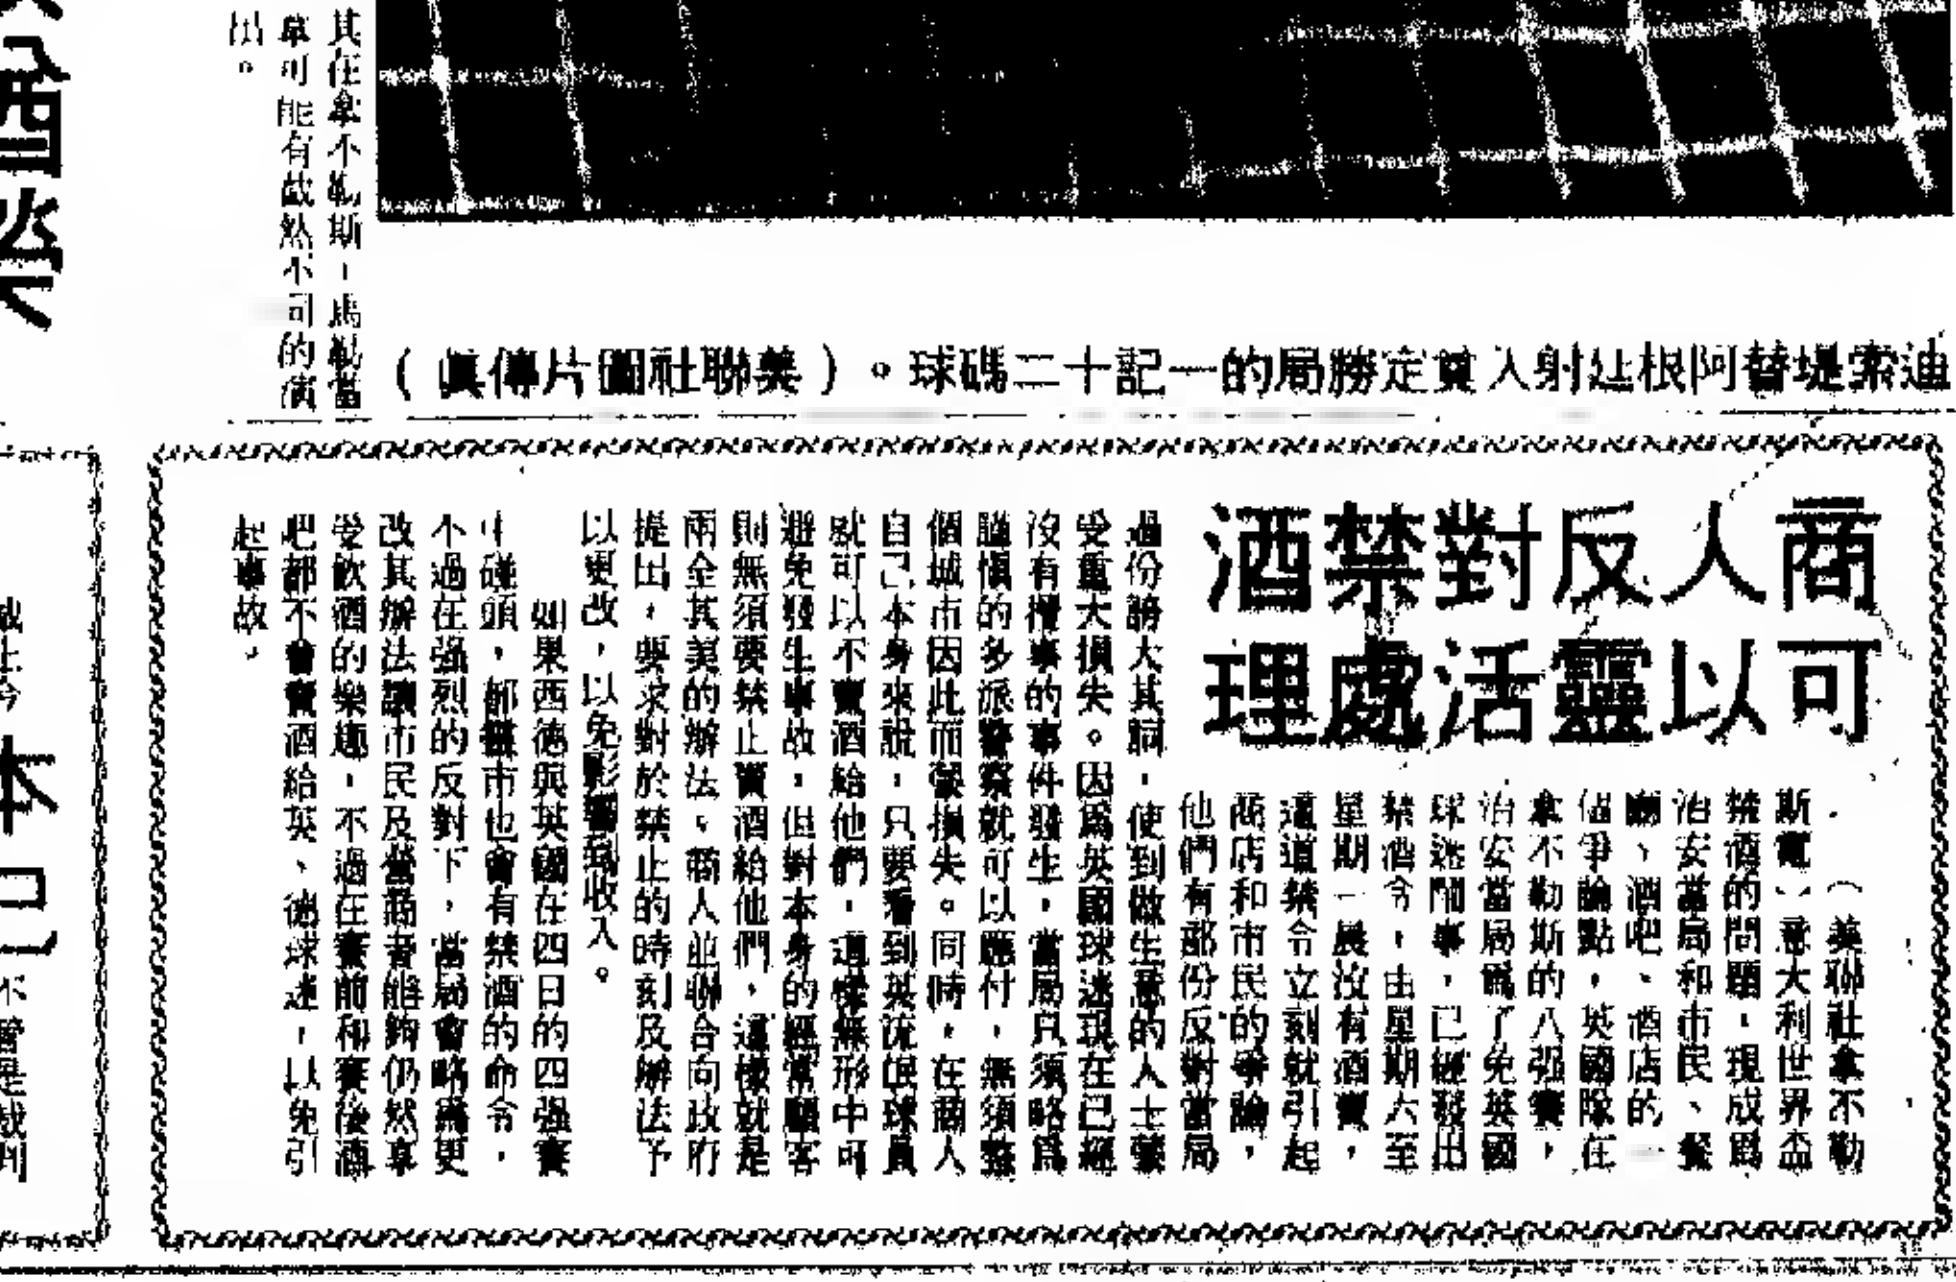 其在拿不勒斯－馬勒當
拿可能有截然不同的演
出。
迪索堤替阿根廷射入奠定勝局的一記十二碼球。（美聯社圖片傳眞）
商人反對禁酒
可以靈活處理
（美聯社拿不勒
斯電）意大利世界盃
禁酒的問題，現成爲
治安當局和市民、餐
廳、酒吧、酒店的一
個爭論點，英國隊在
拿不勒斯的八强賽，
治安當局爲了免英國
球迷鬧事，已經發出
禁酒令，由星期六至
星期一晨沒有酒賣，
這道禁令立刻就引起
商店和市民的爭論，
他們有部份反對當局
過份誇大其詞，使到做生意的人士蒙
受重大損失。因爲英國球迷現在已經
沒有攪事的事件發生，當局只須略爲
謹愼的多派警察就可以應付，無須整
個城市因此而蒙損失。同時，在商人
自己本身來說，只要看到英流氓球員
就可以不賣酒給他們，這樣無形中可
避免發生事故，但對本身的經常顧客
則無須要禁止賣酒給他們，這樣就是
兩全其美的辦法。商人並聯合向政府
提出，要求對於禁止的時刻及辦法予
以更改，以免影響到收入。
如果西德與英國在四日的四强賽
中碰頭，都靈市也會有禁酒的命令，
不過在强烈的反對下，當局會略爲更
改其辦法讓市民及營商者能夠仍然享
受飲酒的樂趣，不過在賽前和賽後酒
吧都不會賣酒給英、德球迷，以免引
起事故。
本
不曾是裁判